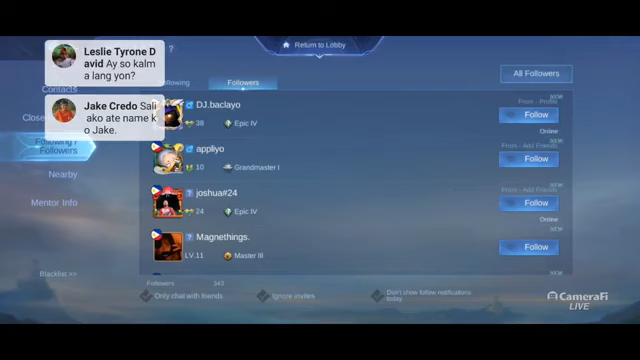 Return to Lobby
Leslie Tyrone D
avid Ay so kalm
a lang yon?
Contacts
Following
Followers
All Followers
Jake Credo Sali
ako ate name k
o Jake.
DJ.baclayo
38
Epic IV
From - Profile
Follow
Online
Following /
Followers
appliyo
10
Grandmaster I
From - Add Friends
Follow
Nearby
joshua#24
24
Epic IV
From - Add Friends
Follow
Online
Mentor Info
Magnethings.
LV.11
Master III
Follow
Blacklist >>
Followers
343
Only chat with friends
Ignore invites
Don't show follow notifications
today
CameraFi
LIVE